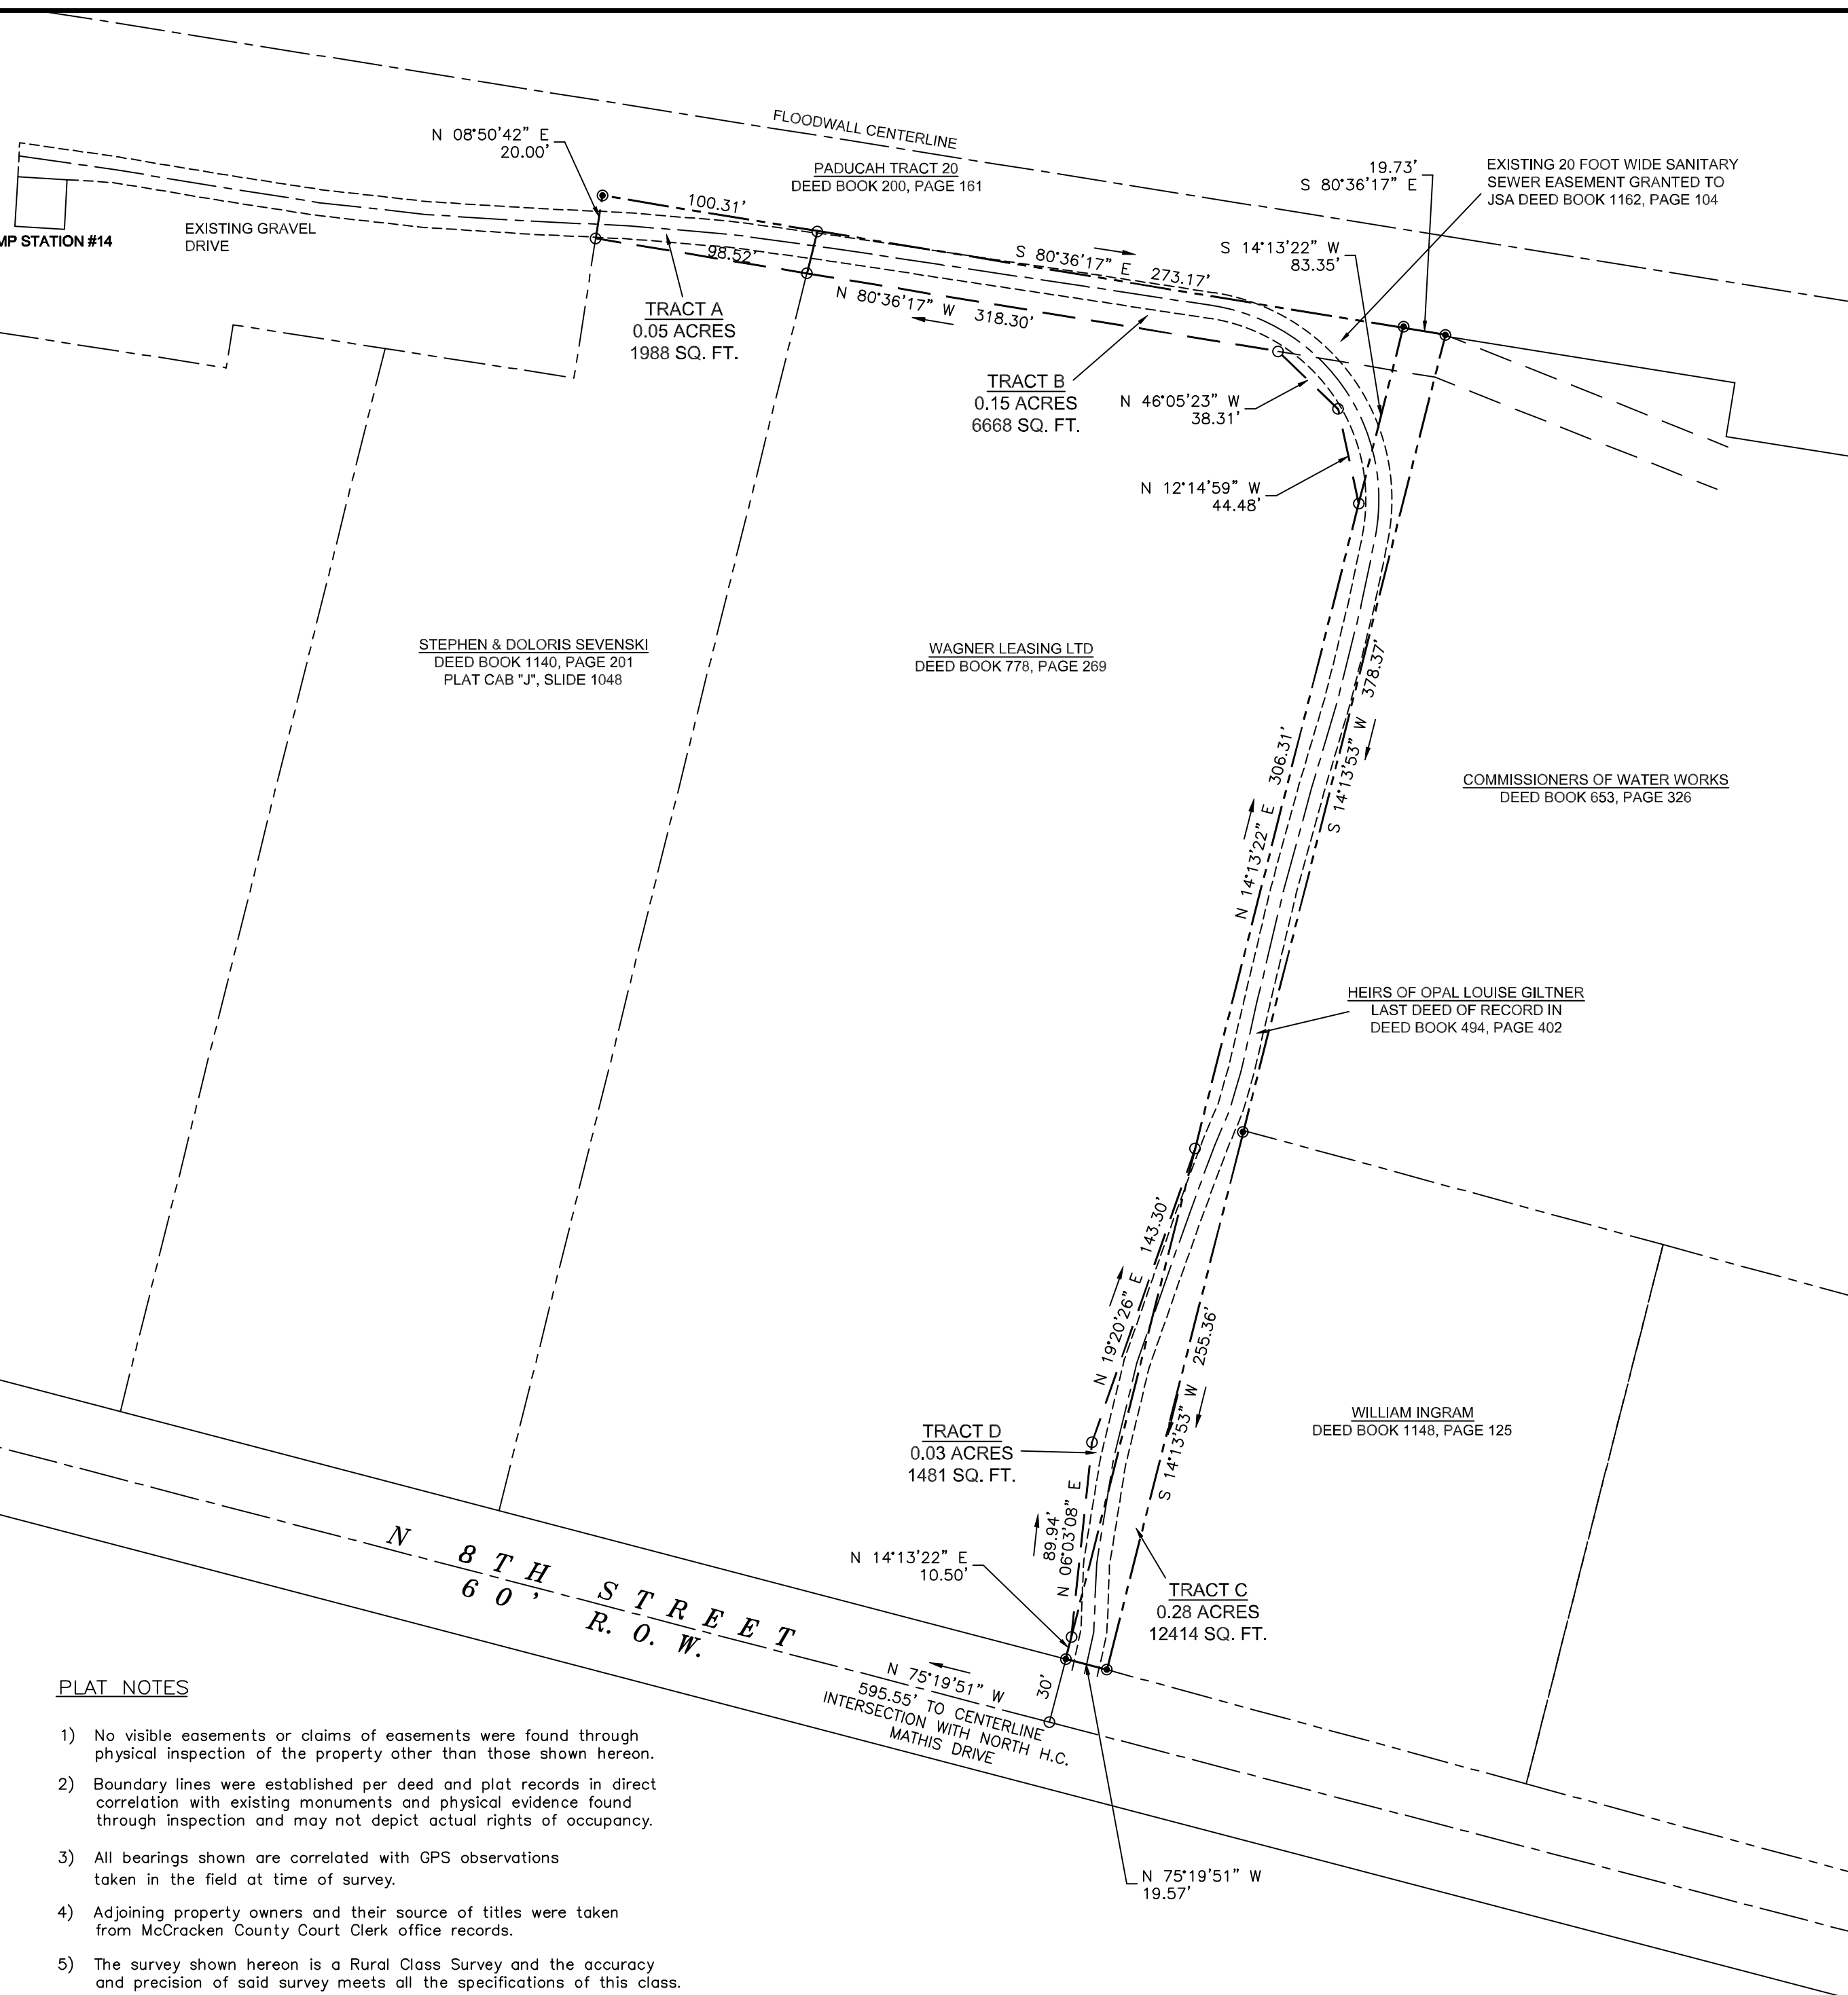 FLOODWALL CENTERLINE
N 08°50'42" E
20.00'
PADUCAH TRACT 20
DEED BOOK 200, PAGE 161
19.73'
S 80°36'17" E
EXISTING 20 FOOT WIDE SANITARY
SEWER EASEMENT GRANTED TO
JSA DEED BOOK 1162, PAGE 104
MP STATION #14
EXISTING GRAVEL
DRIVE
100.31'
98.52'
S 80°36'17" E 273.17'
S 14°13'22" W
83.35'
N 80°36'17" W 318.30'
TRACT A
0.05 ACRES
1988 SQ. FT.
TRACT B
0.15 ACRES
6668 SQ. FT.
N 46°05'23" W
38.31'
N 12°14'59" W
44.48'
STEPHEN & DOLORIS SEVENSKI
DEED BOOK 1140, PAGE 201
PLAT CAB "J", SLIDE 1048
WAGNER LEASING LTD
DEED BOOK 778, PAGE 269
S 14°13'53" W 378.37'
N 14°13'22" E 306.31'
COMMISSIONERS OF WATER WORKS
DEED BOOK 653, PAGE 326
HEIRS OF OPAL LOUISE GILTNER
LAST DEED OF RECORD IN
DEED BOOK 494, PAGE 402
N 19°20'26" E 143.30'
S 14°13'53" W 255.36'
WILLIAM INGRAM
DEED BOOK 1148, PAGE 125
TRACT D
0.03 ACRES
1481 SQ. FT.
N 06°03'08" E
89.94'
N 14°13'22" E
10.50'
TRACT C
0.28 ACRES
12414 SQ. FT.
N 8TH STREET
60' R.O.W.
30'
N 75°19'51" W
595.55' TO CENTERLINE
INTERSECTION WITH NORTH H.C.
MATHIS DRIVE
N 75°19'51" W
19.57'
PLAT NOTES
1) No visible easements or claims of easements were found through
physical inspection of the property other than those shown hereon.
2) Boundary lines were established per deed and plat records in direct
correlation with existing monuments and physical evidence found
through inspection and may not depict actual rights of occupancy.
3) All bearings shown are correlated with GPS observations
taken in the field at time of survey.
4) Adjoining property owners and their source of titles were taken
from McCracken County Court Clerk office records.
5) The survey shown hereon is a Rural Class Survey and the accuracy
and precision of said survey meets all the specifications of this class.